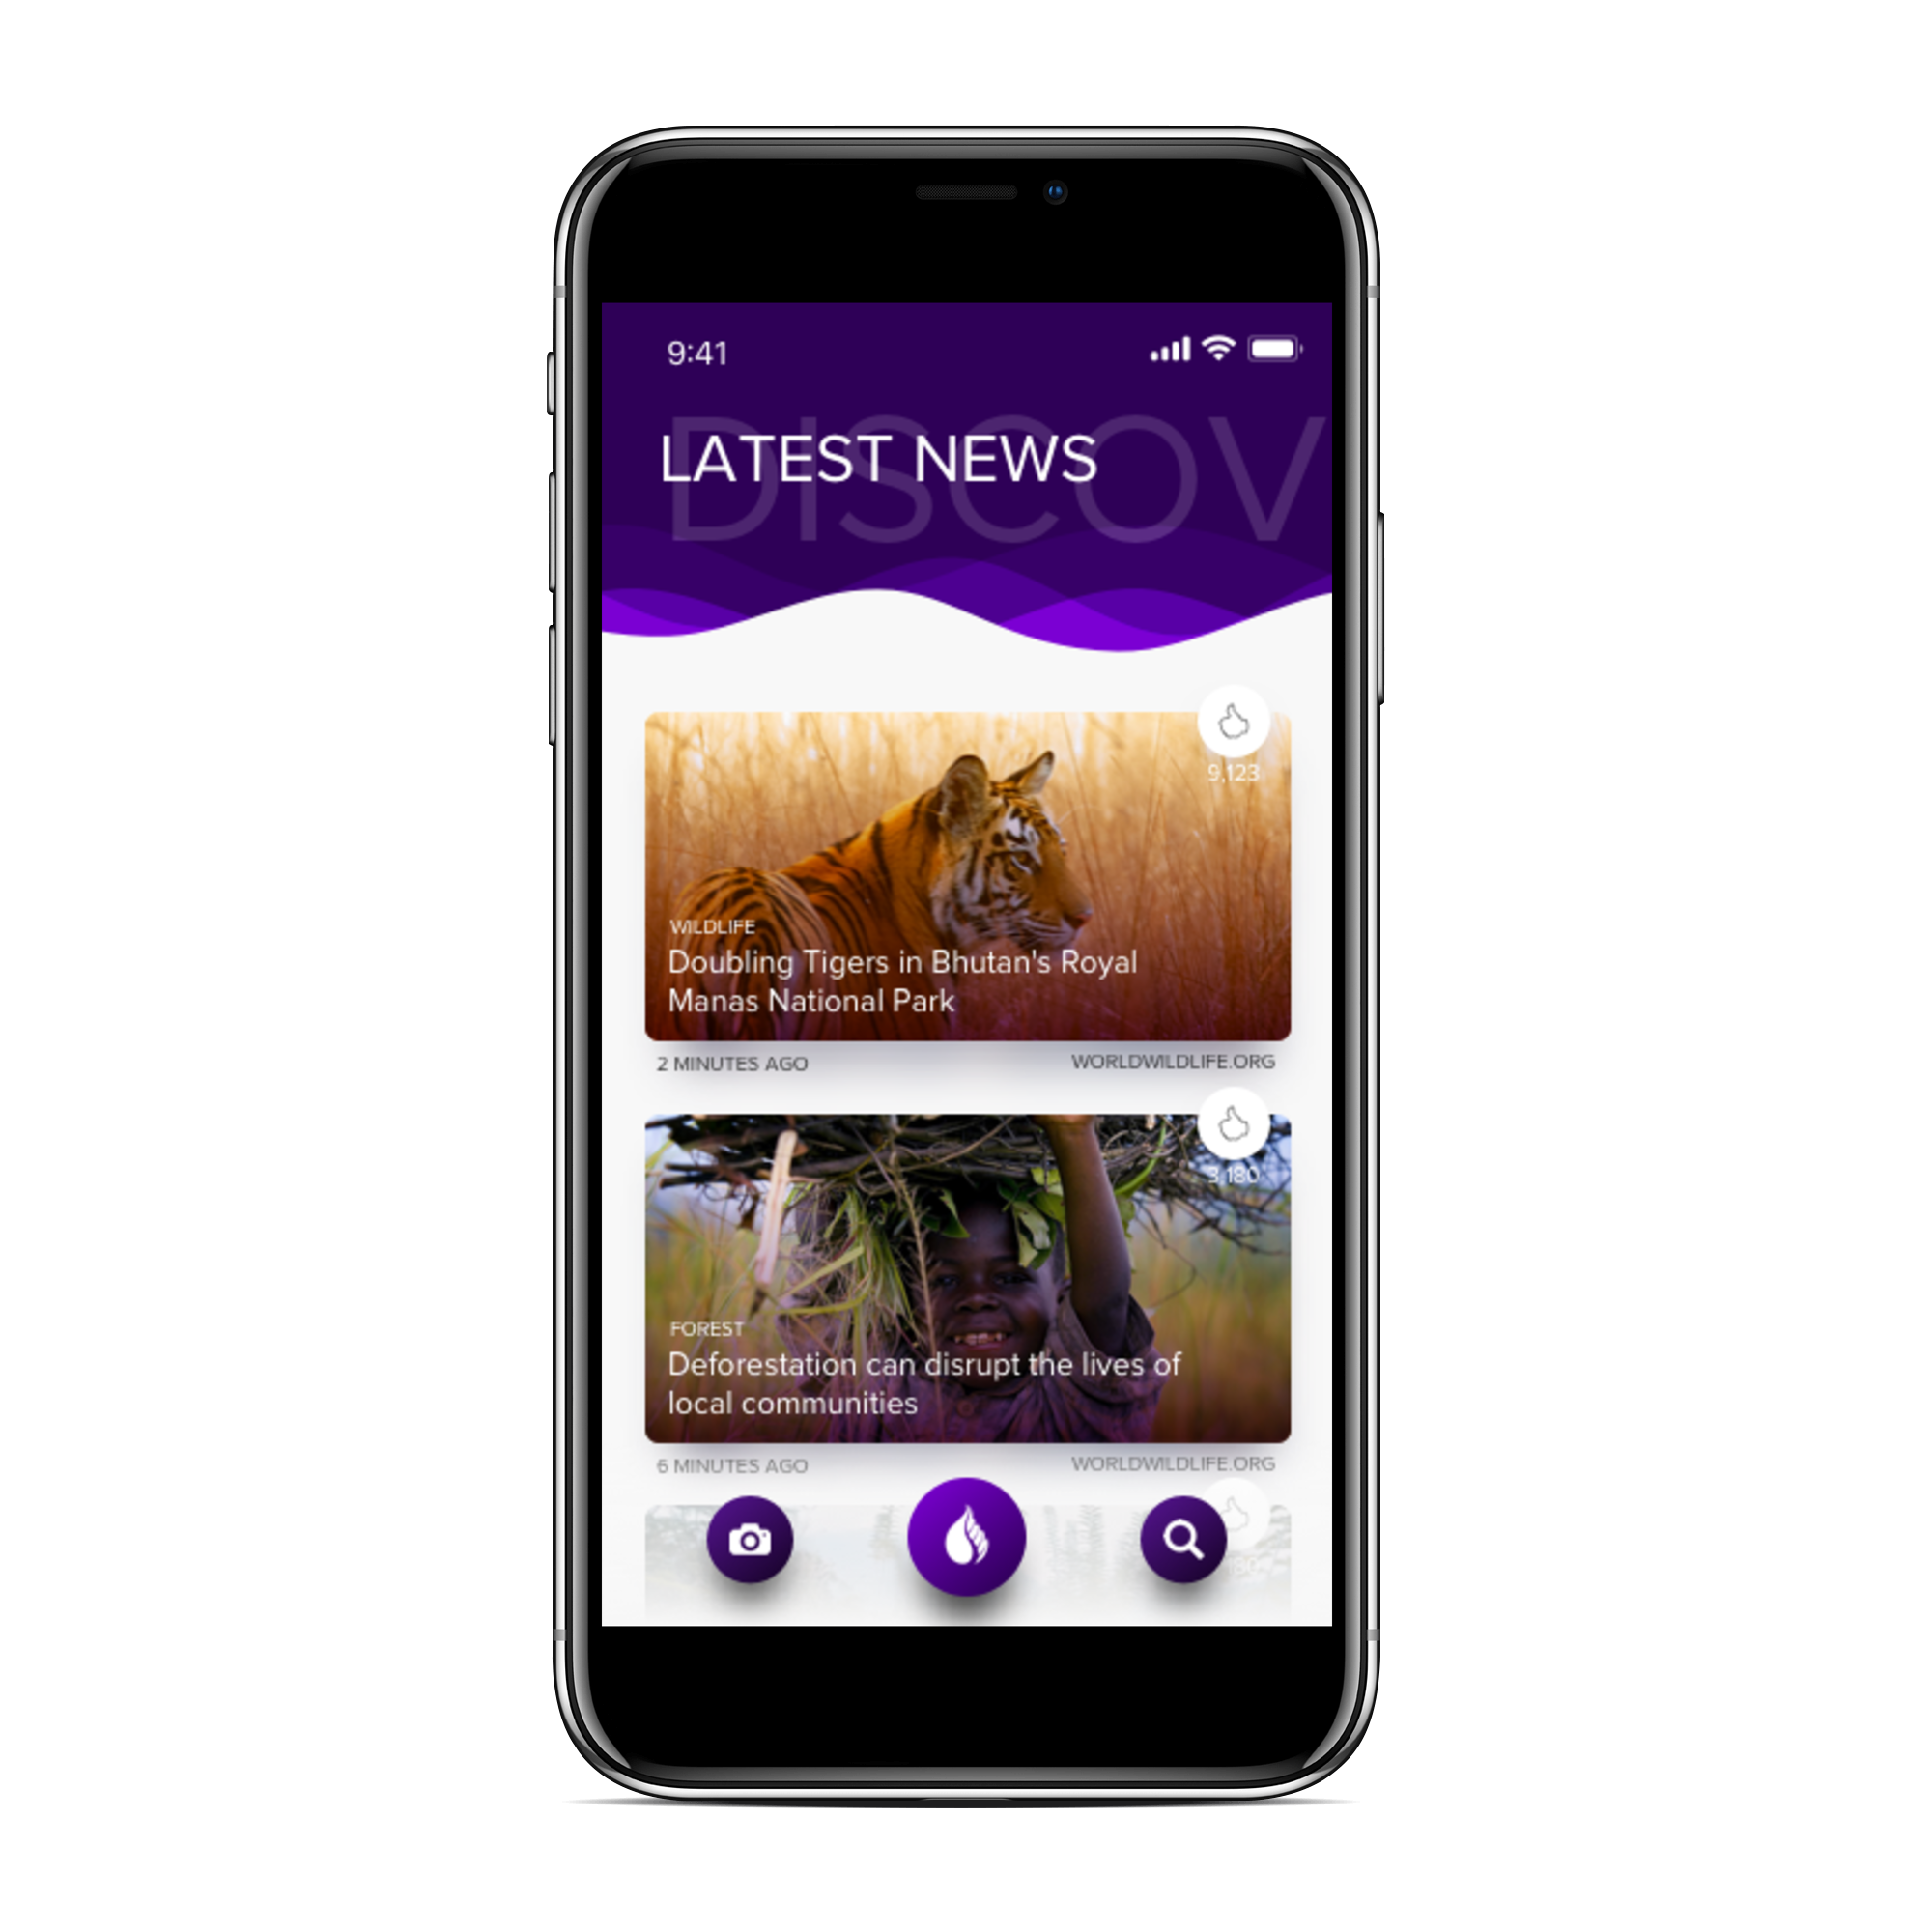 9:41
DISCOV
LATEST NEWS
9,123
WILDLIFE
Doubling Tigers in Bhutan's Royal
Manas National Park
2 MINUTES AGO
WORLDWILDLIFE.ORG
3,180
FOREST
Deforestation can disrupt the lives of
local communities
6 MINUTES AGO
WORLDWILDLIFE.ORG